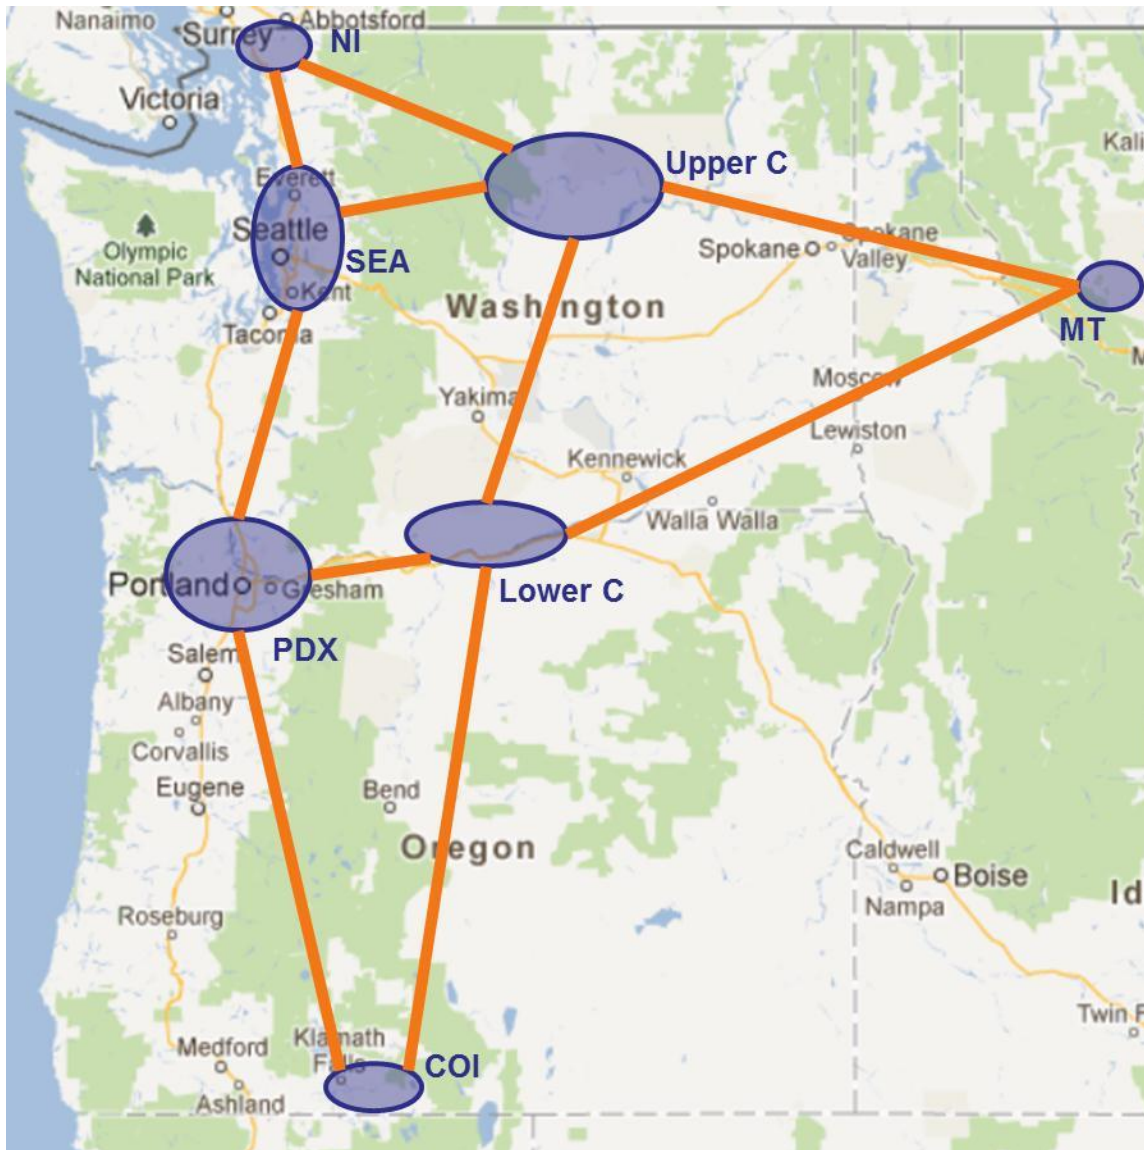 Nanaimo
Abbotsford
Surrey
NI
Victoria
Kali
Upper C
Everett
Seattle
Olympic
National Park
SEA
Spokane
Spokane
Valley
Kent
Tacoma
Washington
MT
M
Moscow
Yakima
Lewiston
Kennewick
Walla Walla
Portland
Gresham
Lower C
PDX
Salem
Albany
Corvallis
Eugene
Bend
Oregon
Caldwell
Boise
Nampa
Id
Roseburg
Twin F
Medford
Klamath
Falls
COI
Ashland